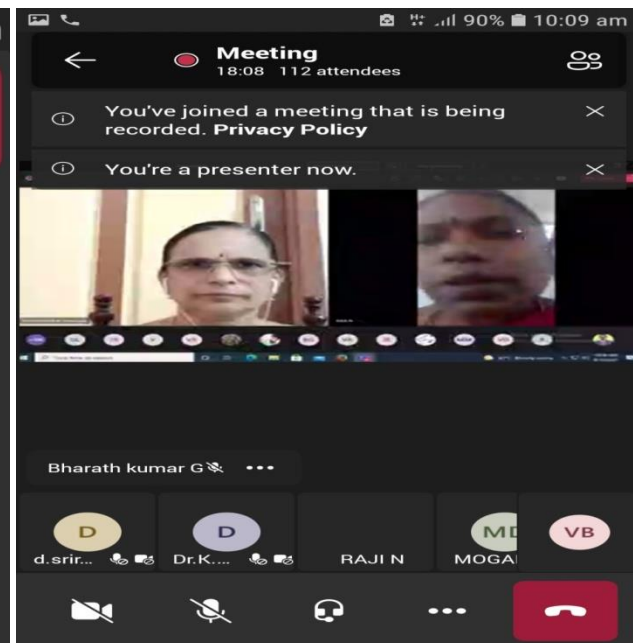 90% 10:09 am
Meeting
18:08 112 attendees
You've joined a meeting that is being
recorded. Privacy Policy
You're a presenter now.
Bharath kumar G
D
D
MD
VB
d.srir...
Dr.K....
RAJI N
MOGA